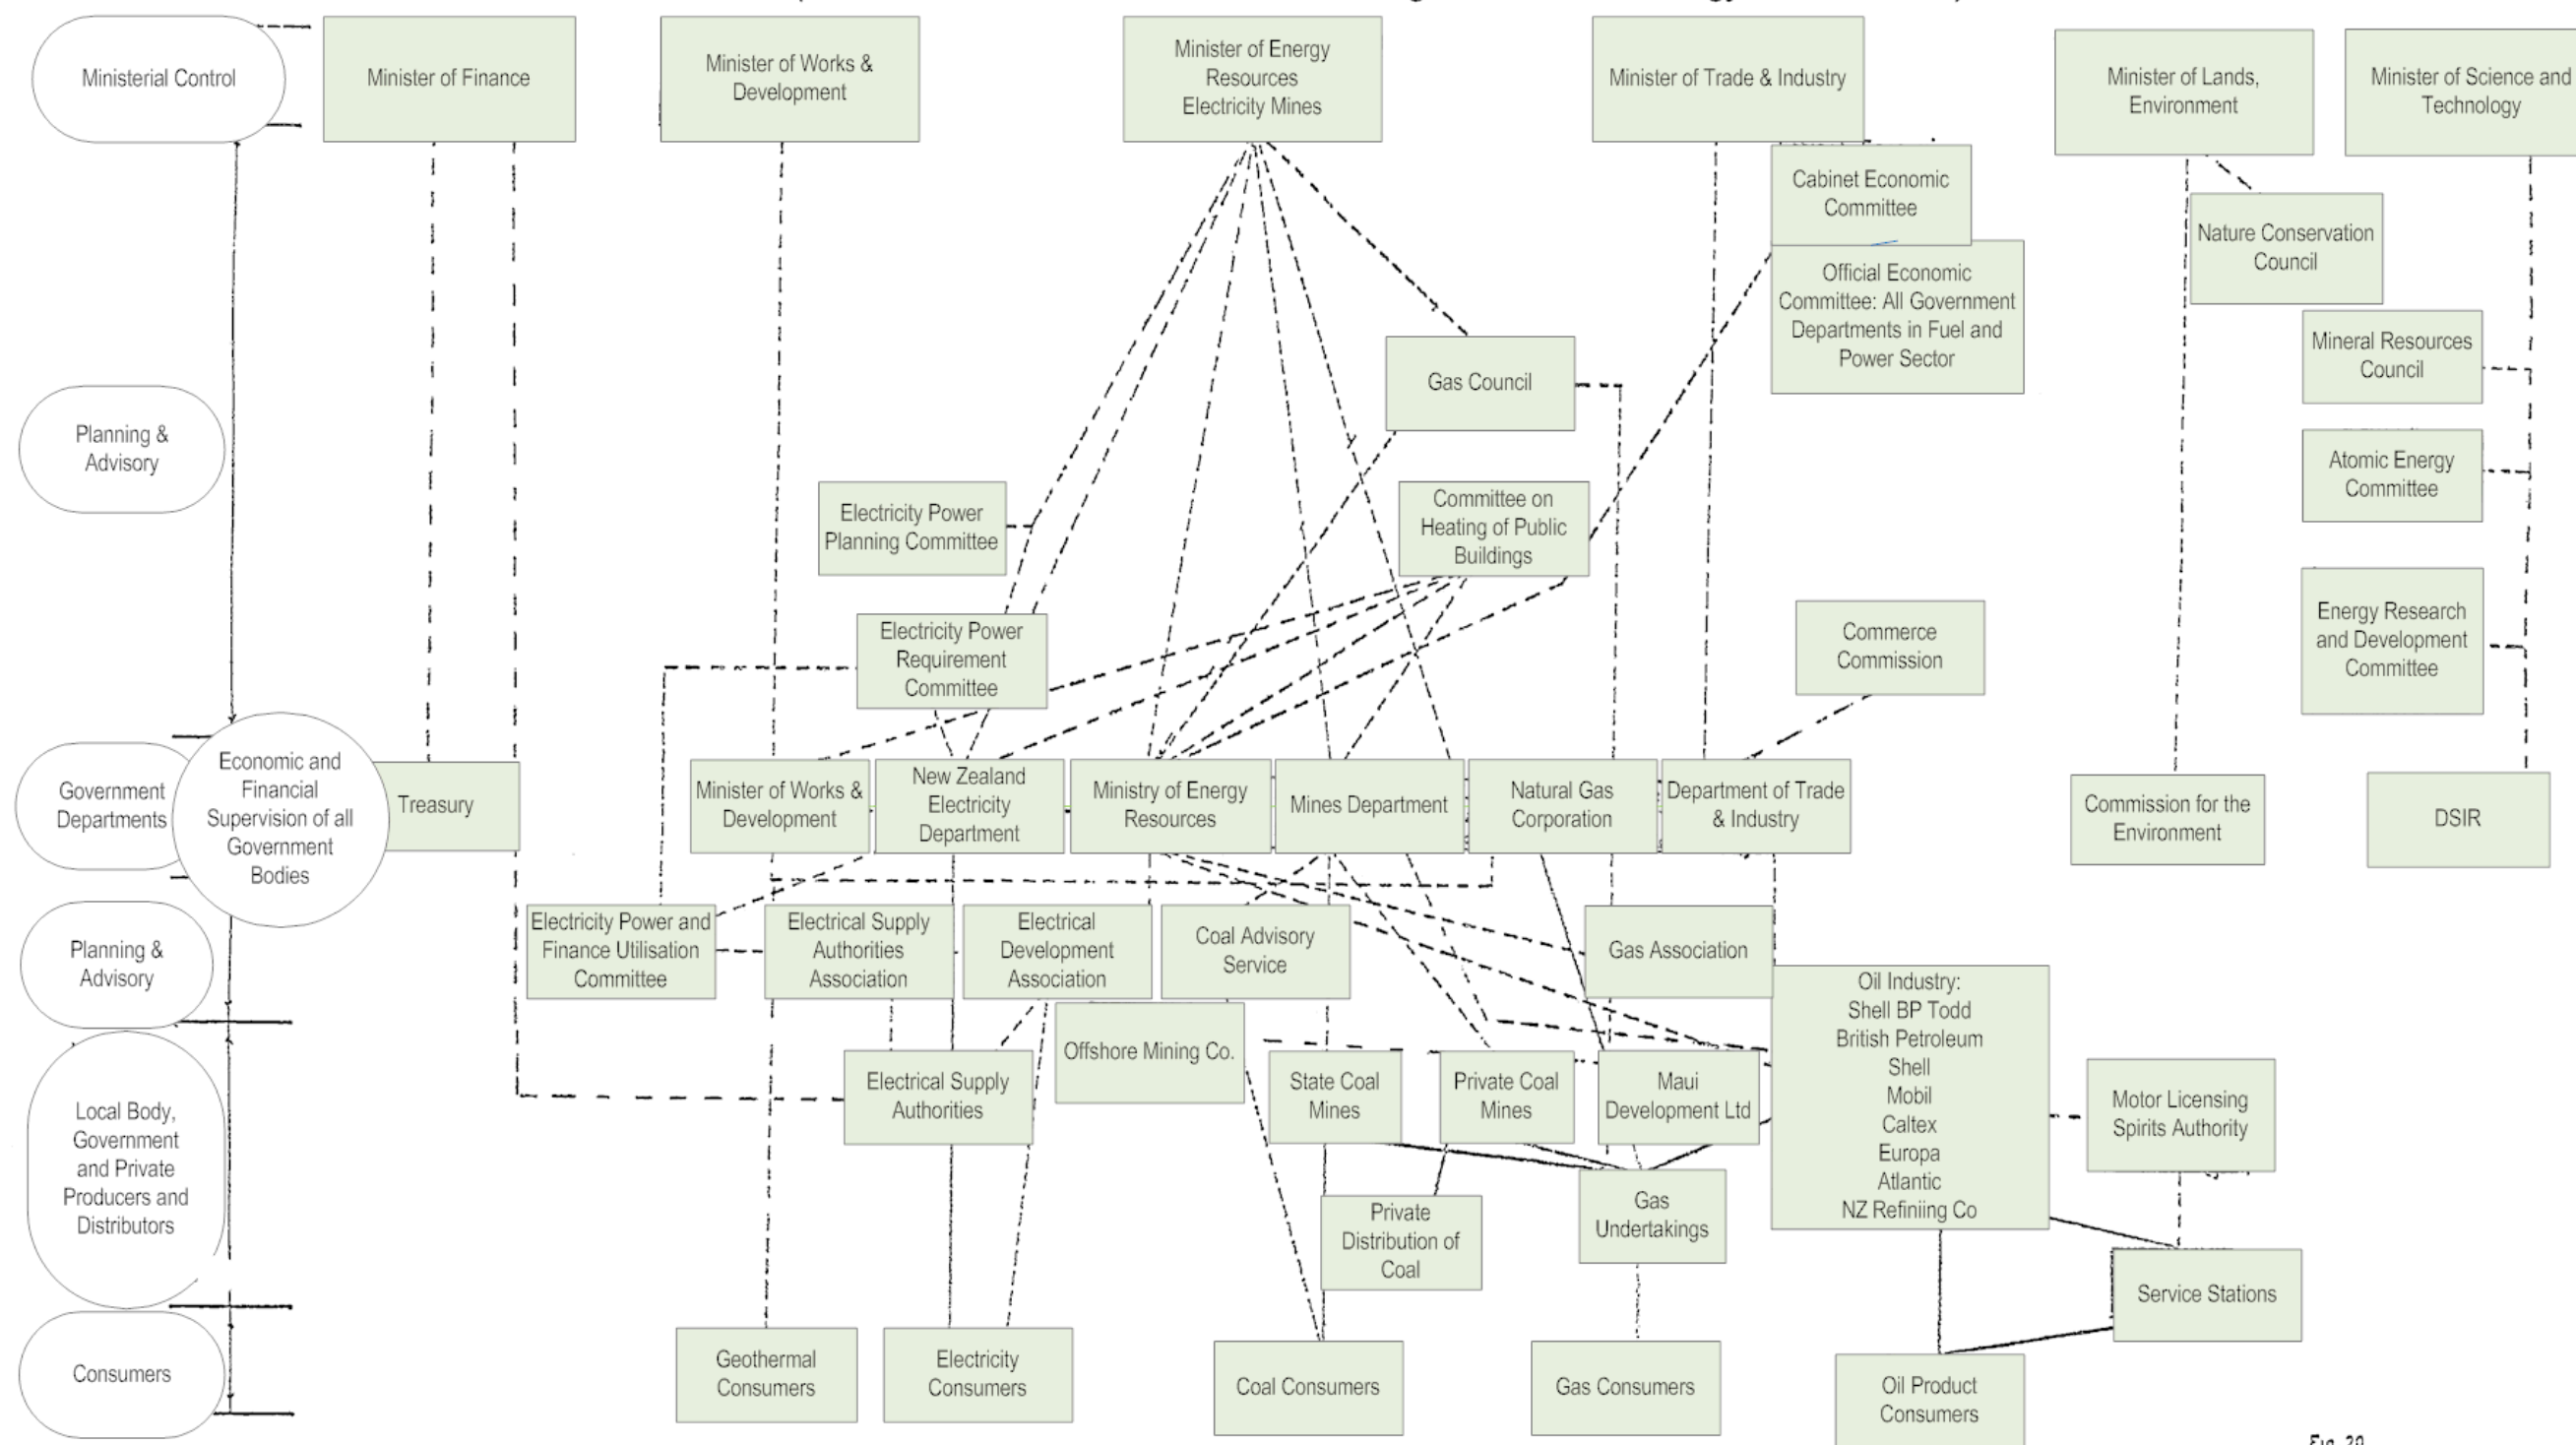 Ministerial Control
Minister of Finance
Minister of Works &
Development
Minister of Energy
Resources
Electricity Mines
Minister of Trade & Industry
Minister of Lands,
Environment
Minister of Science and
Technology
Cabinet Economic
Committee
Nature Conservation
Council
Official Economic
Committee: All Government
Departments in Fuel and
Power Sector
Mineral Resources
Council
Gas Council
Planning &
Advisory
Atomic Energy
Committee
Electricity Power
Planning Committee
Committee on
Heating of Public
Buildings
Energy Research
and Development
Committee
Electricity Power
Requirement
Committee
Commerce
Commission
Government
Departments
Economic and
Financial
Supervision of all
Government
Bodies
Treasury
Minister of Works &
Development
New Zealand
Electricity
Department
Ministry of Energy
Resources
Mines Department
Natural Gas
Corporation
Department of Trade
& Industry
Commission for the
Environment
DSIR
Planning &
Advisory
Electricity Power and
Finance Utilisation
Committee
Electrical Supply
Authorities
Association
Electrical
Development
Association
Coal Advisory
Service
Gas Association
Oil Industry:
Shell BP Todd
British Petroleum
Shell
Mobil
Caltex
Europa
Atlantic
NZ Refiniing Co
Local Body,
Government
and Private
Producers and
Distributors
Electrical Supply
Authorities
Offshore Mining Co.
State Coal
Mines
Private Coal
Mines
Maui
Development Ltd
Motor Licensing
Spirits Authority
Private
Distribution of
Coal
Gas
Undertakings
Service Stations
Consumers
Geothermal
Consumers
Electricity
Consumers
Coal Consumers
Gas Consumers
Oil Product
Consumers